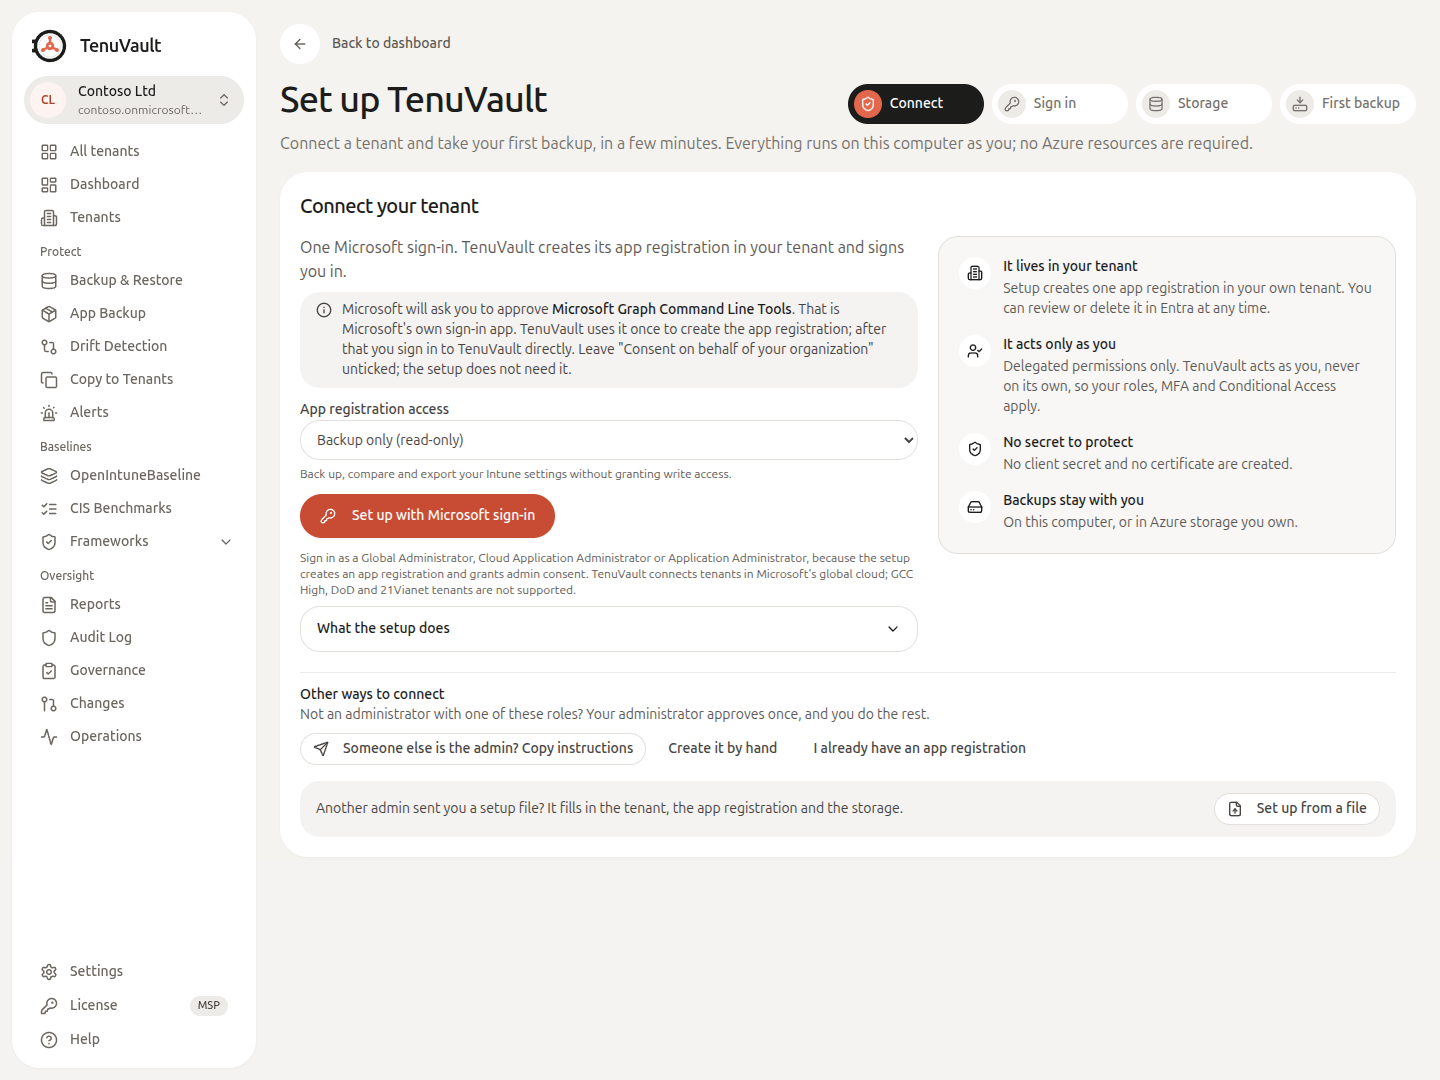 TenuVault
CL
Contoso Ltd
contoso.onmicrosoft...
All tenants
Dashboard
Tenants
Protect
Backup & Restore
App Backup
Drift Detection
Copy to Tenants
Alerts
Baselines
OpenIntuneBaseline
CIS Benchmarks
Frameworks
Oversight
Reports
Audit Log
Governance
Changes
Operations
Settings
License
MSP
Help
Back to dashboard
Set up TenuVault
Connect
Sign in
Storage
First backup
Connect a tenant and take your first backup, in a few minutes. Everything runs on this computer as you; no Azure resources are required.
Connect your tenant
One Microsoft sign-in. TenuVault creates its app registration in your tenant and signs
you in.
Microsoft will ask you to approve Microsoft Graph Command Line Tools. That is
Microsoft's own sign-in app. TenuVault uses it once to create the app registration; after
that you sign in to TenuVault directly. Leave "Consent on behalf of your organization"
unticked; the setup does not need it.
App registration access
Backup only (read-only)
Back up, compare and export your Intune settings without granting write access.
Set up with Microsoft sign-in
Sign in as a Global Administrator, Cloud Application Administrator or Application Administrator, because the setup
creates an app registration and grants admin consent. TenuVault connects tenants in Microsoft's global cloud; GCC
High, DoD and 21Vianet tenants are not supported.
What the setup does
It lives in your tenant
Setup creates one app registration in your own tenant. You
can review or delete it in Entra at any time.
It acts only as you
Delegated permissions only. TenuVault acts as you, never
on its own, so your roles, MFA and Conditional Access
apply.
No secret to protect
No client secret and no certificate are created.
Backups stay with you
On this computer, or in Azure storage you own.
Other ways to connect
Not an administrator with one of these roles? Your administrator approves once, and you do the rest.
Someone else is the admin? Copy instructions
Create it by hand
I already have an app registration
Another admin sent you a setup file? It fills in the tenant, the app registration and the storage.
Set up from a file